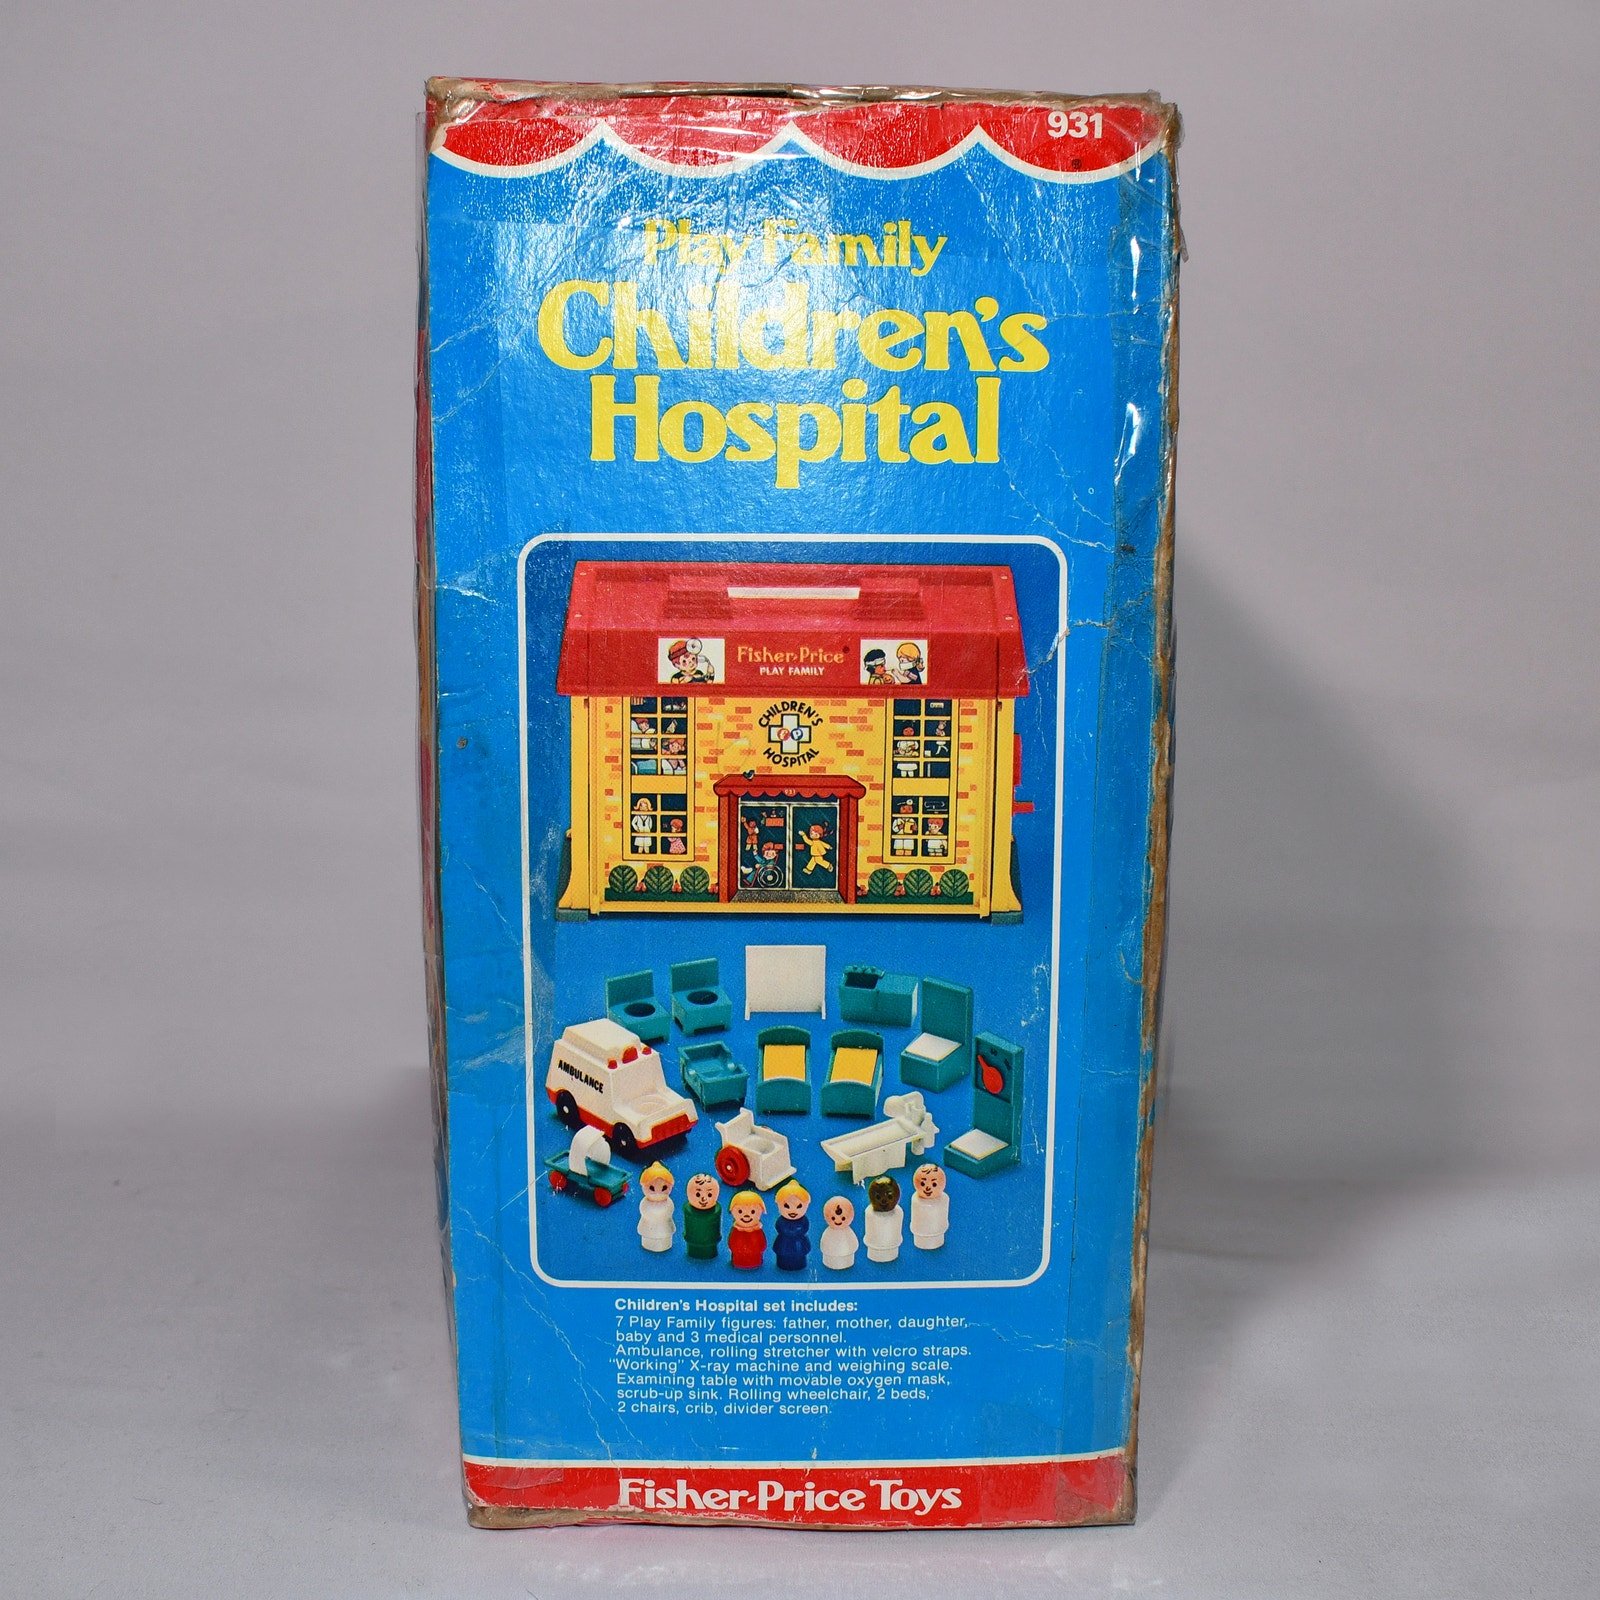 931
Play Family
Children's
Hospital
Fisher-Price®
PLAY FAMILY
CHILDREN'S
fp
HOSPITAL
931
AMBULANCE
Children's Hospital set includes:
7 Play Family figures: father, mother, daughter,
baby and 3 medical personnel.
Ambulance, rolling stretcher with velcro straps.
"Working" X-ray machine and weighing scale.
Examining table with movable oxygen mask,
scrub-up sink. Rolling wheelchair, 2 beds,
2 chairs, crib, divider screen.
Fisher-Price Toys